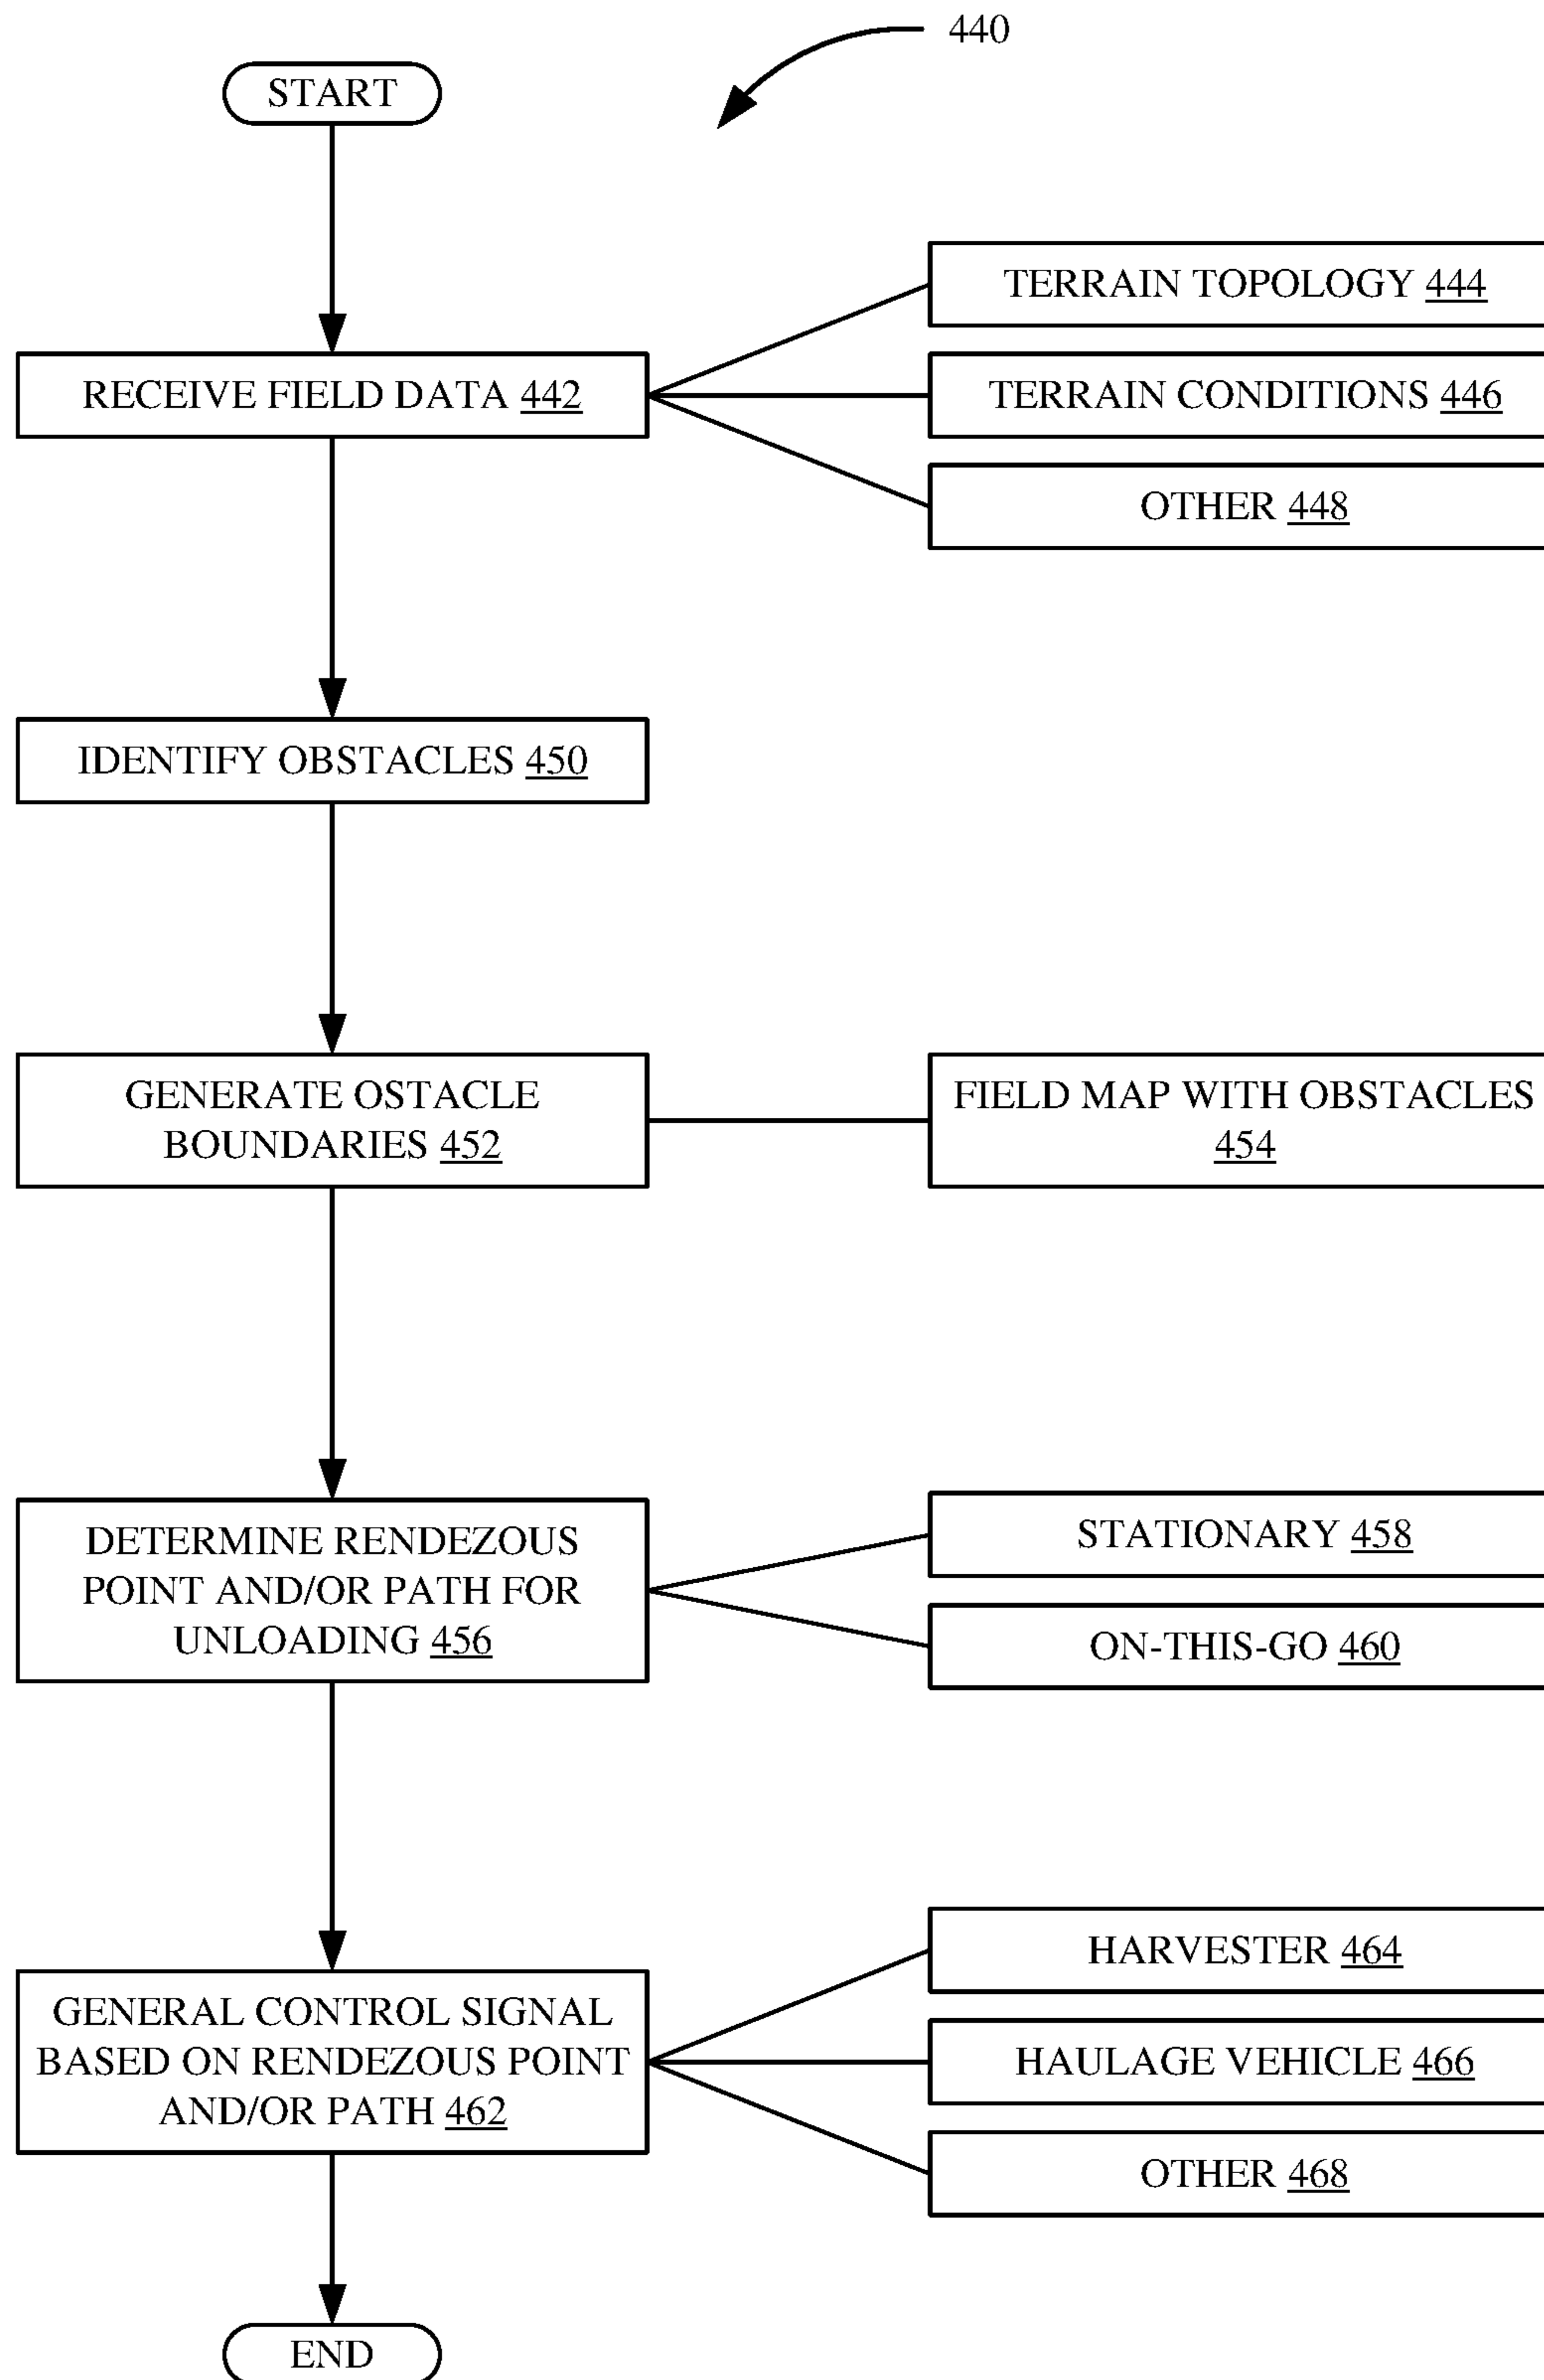 440
START
TERRAIN TOPOLOGY 444
RECEIVE FIELD DATA 442
TERRAIN CONDITIONS 446
OTHER 448
IDENTIFY OBSTACLES 450
GENERATE OSTACLE
BOUNDARIES 452
FIELD MAP WITH OBSTACLES
454
DETERMINE RENDEZOUS
POINT AND/OR PATH FOR
UNLOADING 456
STATIONARY 458
ON-THIS-GO 460
GENERAL CONTROL SIGNAL
BASED ON RENDEZOUS POINT
AND/OR PATH 462
HARVESTER 464
HAULAGE VEHICLE 466
OTHER 468
END